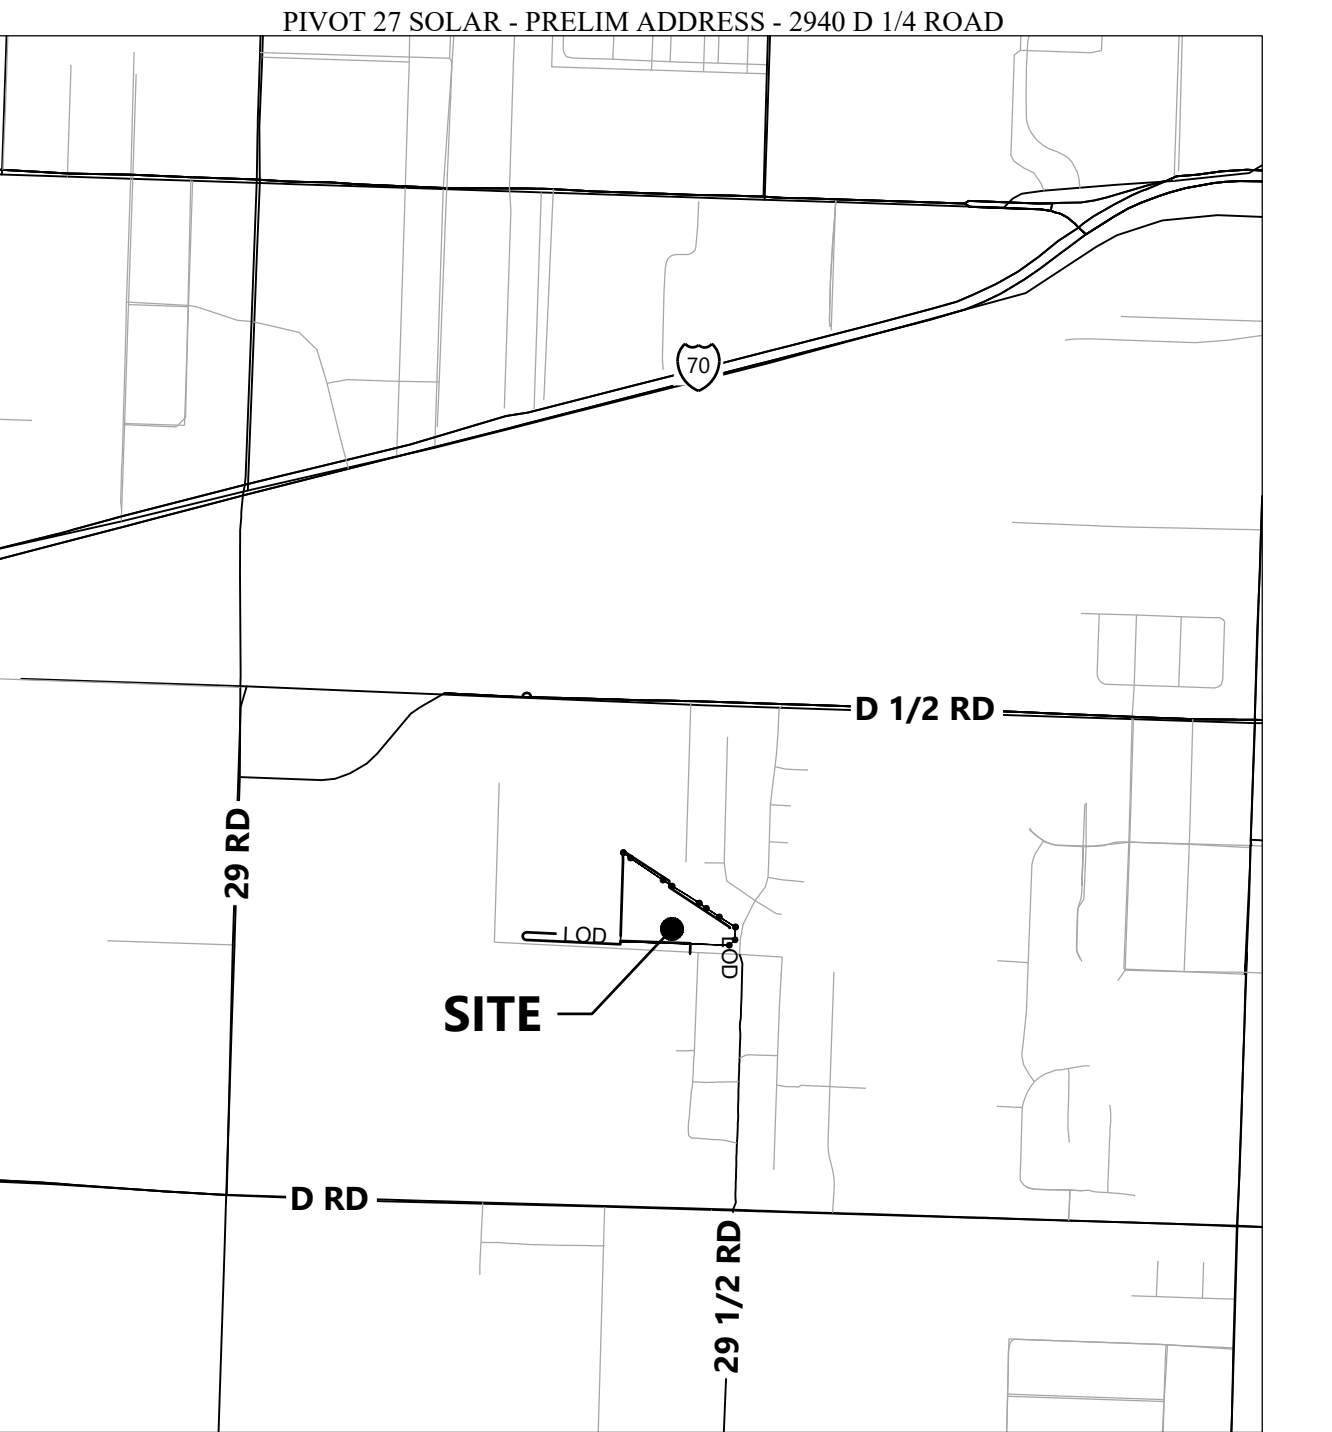 PIVOT 27 SOLAR - PRELIM ADDRESS - 2940 D 1/4 ROAD
70
D 1/2 RD
29 RD
LOD
LOD
SITE
D RD
29 1/2 RD